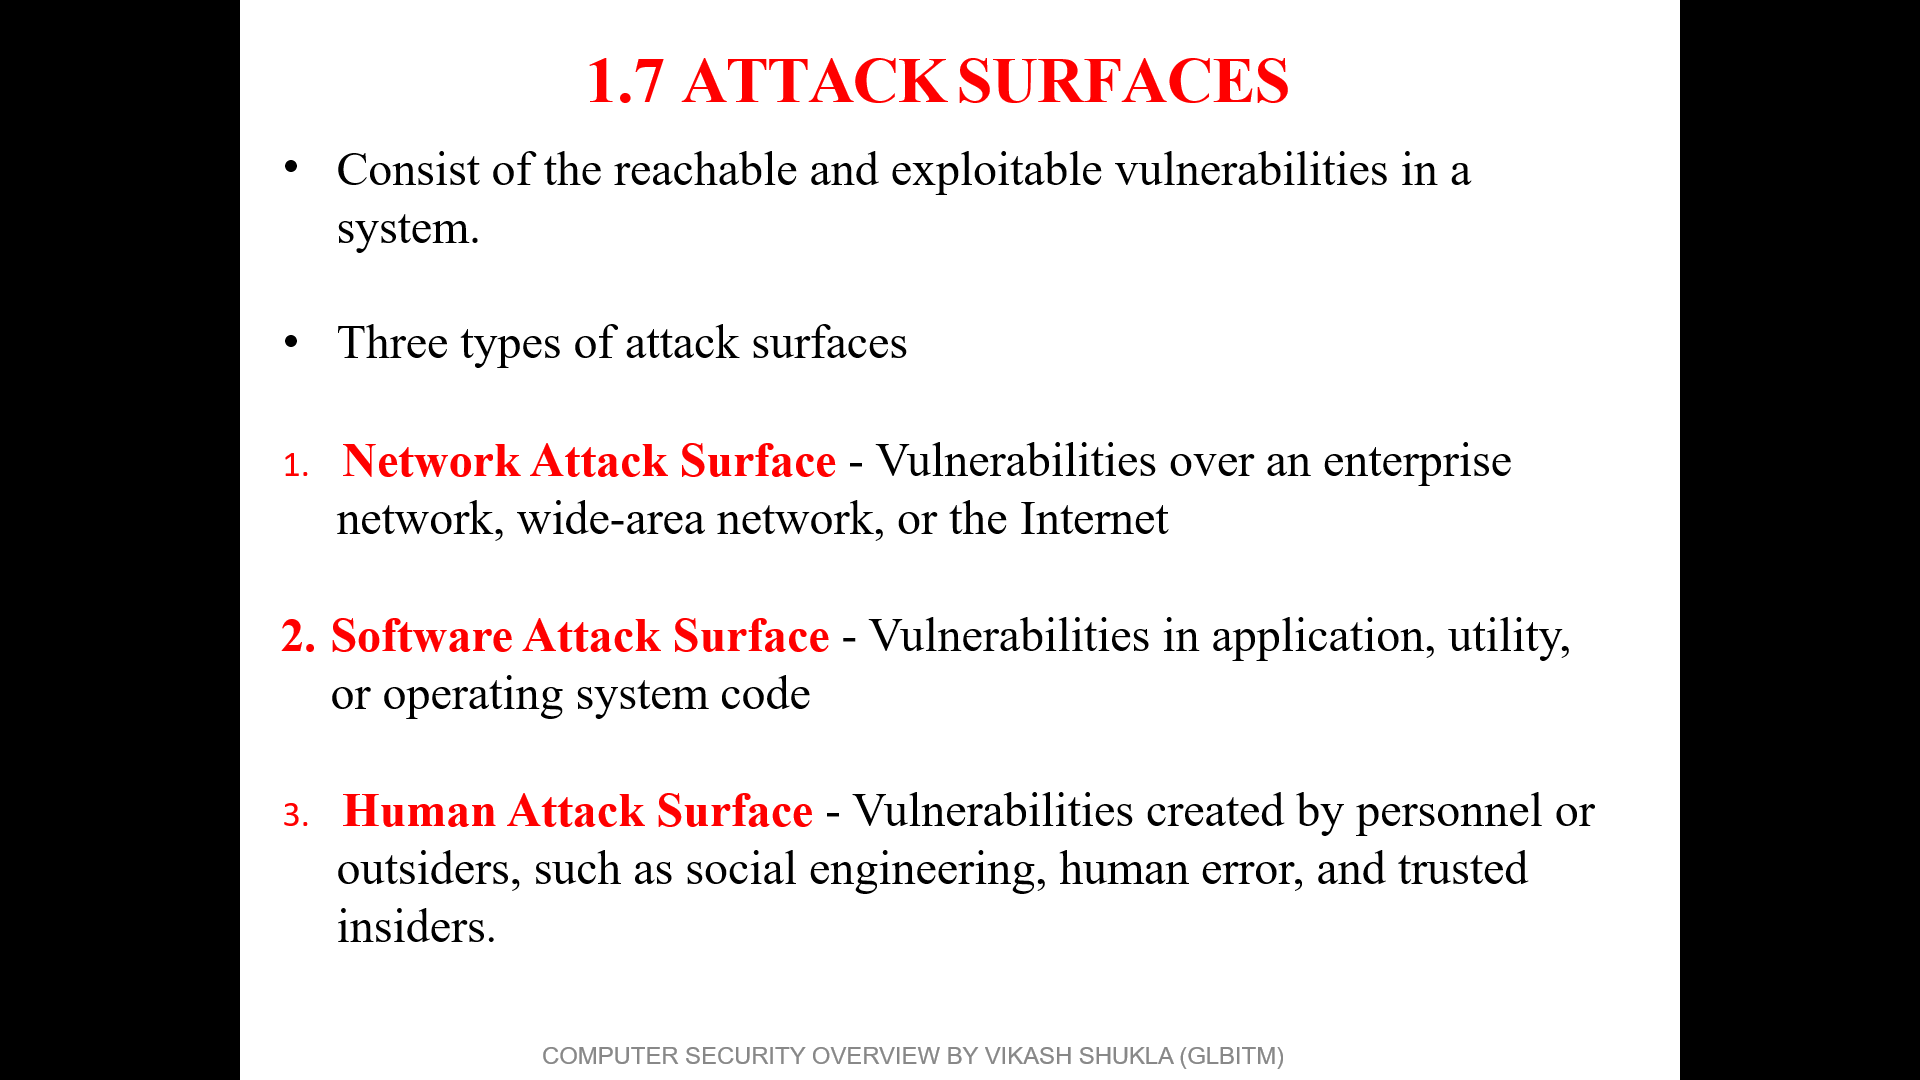 1.7 ATTACK SURFACES
• Consist of the reachable and exploitable vulnerabilities in a
system.
• Three types of attack surfaces
1. Network Attack Surface - Vulnerabilities over an enterprise
network, wide-area network, or the Internet
2. Software Attack Surface - Vulnerabilities in application, utility,
or operating system code
3. Human Attack Surface - Vulnerabilities created by personnel or
outsiders, such as social engineering, human error, and trusted
insiders.
COMPUTER SECURITY OVERVIEW BY VIKASH SHUKLA (GLBITM)